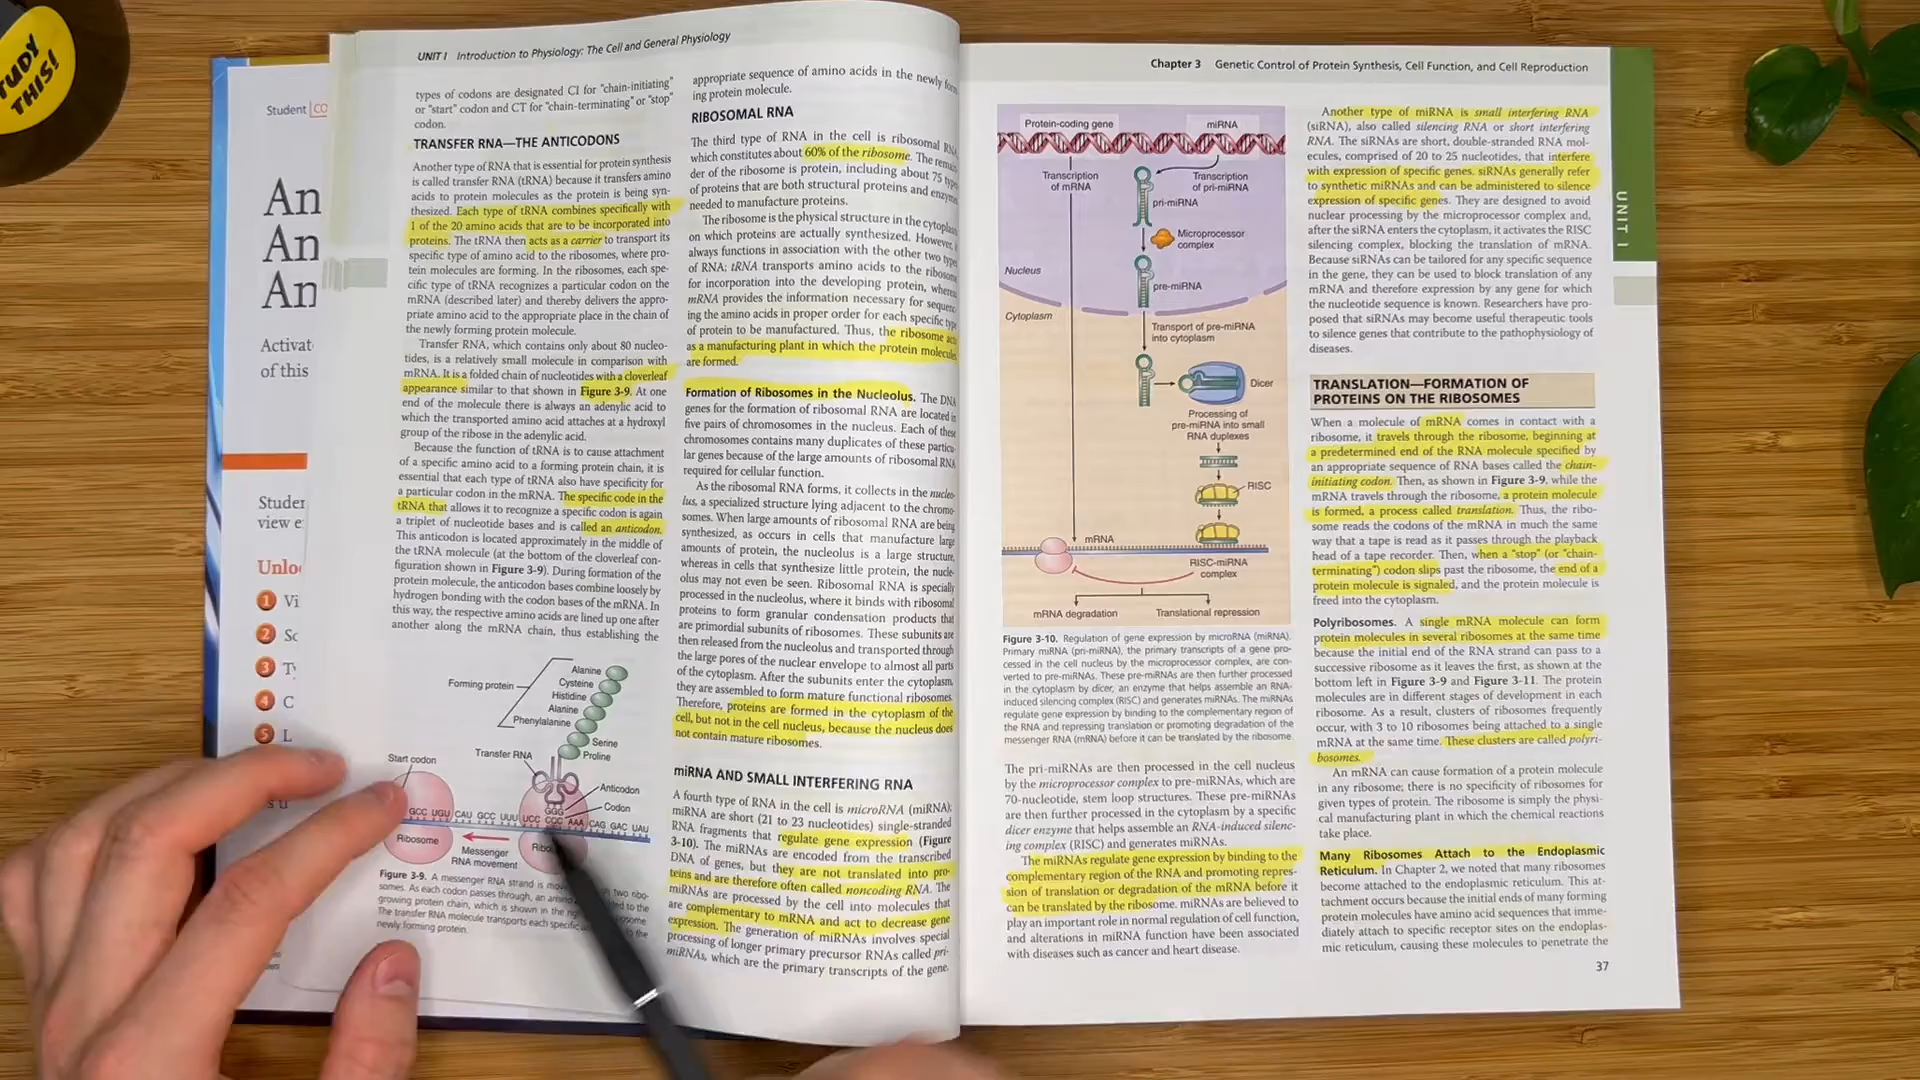 TUDY
THIS!
Student
An
An
An
Activat
of this
Studer
view e
Unlo
1 Vi
2 Sc
3 T
4 C
5 L
UNIT I Introduction to Physiology: The Cell and General Physiology
types of codons are designated CI for "chain-initiating"
or "start" codon and CT for "chain-terminating" or "stop"
codon.
TRANSFER RNA—THE ANTICODONS
Another type of RNA that is essential for protein synthesis
is called transfer RNA (tRNA) because it transfers amino
acids to protein molecules as the protein is being syn-
thesized. Each type of tRNA combines specifically with
1 of the 20 amino acids that are to be incorporated into
proteins. The tRNA then acts as a carrier to transport its
specific type of amino acid to the ribosomes, where pro-
tein molecules are forming. In the ribosomes, each spe-
cific type of tRNA recognizes a particular codon on the
mRNA (described later) and thereby delivers the appro-
priate amino acid to the appropriate place in the chain of
the newly forming protein molecule.
Transfer RNA, which contains only about 80 nucleo-
tides, is a relatively small molecule in comparison with
mRNA. It is a folded chain of nucleotides with a cloverleaf
appearance similar to that shown in Figure 3-9. At one
end of the molecule there is always an adenylic acid to
which the transported amino acid attaches at a hydroxyl
group of the ribose in the adenylic acid.
Because the function of tRNA is to cause attachment
of a specific amino acid to a forming protein chain, it is
essential that each type of tRNA also have specificity for
a particular codon in the mRNA. The specific code in the
tRNA that allows it to recognize a specific codon is again
a triplet of nucleotide bases and is called an anticodon.
This anticodon is located approximately in the middle of
the tRNA molecule (at the bottom of the cloverleaf con-
figuration shown in Figure 3-9). During formation of the
protein molecule, the anticodon bases combine loosely by
hydrogen bonding with the codon bases of the mRNA. In
this way, the respective amino acids are lined up one after
another along the mRNA chain, thus establishing the
Forming protein
Alanine
Cysteine
Histidine
Alanine
Phenylalanine
Serine
Proline
Transfer RNA
Start codon
Anticodon
Codon
GGG
GCC UGU CAU GCC UUU UCC CCC AAA CAG GAC UAU
Ribosome
Messenger
RNA movement
Figure 3-9. A messenger RNA strand is two ribo-
somes. As each codon passes through, an to the
growing protein chain, which is shown in the
The transfer RNA molecule transports each specific the
newly forming protein.
appropriate sequence of amino acids in the newly form
ing protein molecule.
RIBOSOMAL RNA
The third type of RNA in the cell is ribosomal
which constitutes about 60% of the ribosome. The
der of the ribosome is protein, including about 75
of proteins that are both structural proteins and
needed to manufacture proteins.
The ribosome is the physical structure in the
on which proteins are actually synthesized. However,
always functions in association with the other two
of RNA; tRNA transports amino acids to the
for incorporation into the developing protein,
mRNA provides the information necessary for
ing the amino acids in proper order for each specific
of protein to be manufactured. Thus, the ribosome
as a manufacturing plant in which the protein
are formed.
Formation of Ribosomes in the Nucleolus. The DNA
genes for the formation of ribosomal RNA are located in
five pairs of chromosomes in the nucleus. Each of these
chromosomes contains many duplicates of these particu-
lar genes because of the large amounts of ribosomal RNA
required for cellular function.
As the ribosomal RNA forms, it collects in the nucleo-
lus, a specialized structure lying adjacent to the chromo-
somes. When large amounts of ribosomal RNA are being
synthesized, as occurs in cells that manufacture large
amounts of protein, the nucleolus is a large structure,
whereas in cells that synthesize little protein, the nucle-
olus may not even be seen. Ribosomal RNA is specially
processed in the nucleolus, where it binds with ribosomal
proteins to form granular condensation products that
are primordial subunits of ribosomes. These subunits are
then released from the nucleolus and transported through
the large pores of the nuclear envelope to almost all parts
of the cytoplasm. After the subunits enter the cytoplasm,
they are assembled to form mature functional ribosomes.
Therefore, proteins are formed in the cytoplasm of the
cell, but not in the cell nucleus, because the nucleus does
not contain mature ribosomes.
miRNA AND SMALL INTERFERING RNA
A fourth type of RNA in the cell is microRNA (miRNA);
miRNA are short (21 to 23 nucleotides) single-stranded
RNA fragments that regulate gene expression (Figure
3-10). The miRNAs are encoded from the transcribed
DNA of genes, but they are not translated into pro-
teins and are therefore often called noncoding RNA. The
miRNAs are processed by the cell into molecules that
are complementary to mRNA and act to decrease gene
expression. The generation of miRNAs involves special
processing of longer primary precursor RNAs called pri-
miRNAs, which are the primary transcripts of the gene.
Chapter 3 Genetic Control of Protein Synthesis, Cell Function, and Cell Reproduction
Protein-coding gene
miRNA
Transcription
of mRNA
Transcription
of pri-miRNA
pri-miRNA
Microprocessor
complex
Nucleus
pre-miRNA
Cytoplasm
Transport of pre-miRNA
into cytoplasm
Dicer
Processing of
pre-miRNA into small
RNA duplexes
RISC
mRNA
RISC-miRNA
complex
mRNA degradation
Translational repression
Figure 3-10. Regulation of gene expression by microRNA (miRNA).
Primary miRNA (pri-miRNA), the primary transcripts of a gene pro-
cessed in the cell nucleus by the microprocessor complex, are con-
verted to pre-miRNAs. These pre-miRNAs are then further processed
in the cytoplasm by dicer, an enzyme that helps assemble an RNA-
induced silencing complex (RISC) and generates miRNAs. The miRNAs
regulate gene expression by binding to the complementary region of
the RNA and repressing translation or promoting degradation of the
messenger RNA (mRNA) before it can be translated by the ribosome.
The pri-miRNAs are then processed in the cell nucleus
by the microprocessor complex to pre-miRNAs, which are
70-nucleotide, stem loop structures. These pre-miRNAs
are then further processed in the cytoplasm by a specific
dicer enzyme that helps assemble an RNA-induced silenc-
ing complex (RISC) and generates miRNAs.
The miRNAs regulate gene expression by binding to the
complementary region of the RNA and promoting repres-
sion of translation or degradation of the mRNA before it
can be translated by the ribosome. miRNAs are believed to
play an important role in normal regulation of cell function,
and alterations in miRNA function have been associated
with diseases such as cancer and heart disease.
Another type of miRNA is small interfering RNA
(siRNA), also called silencing RNA or short interfering
RNA. The siRNAs are short, double-stranded RNA mol-
ecules, comprised of 20 to 25 nucleotides, that interfere
with expression of specific genes. siRNAs generally refer
to synthetic miRNAs and can be administered to silence
expression of specific genes. They are designed to avoid
nuclear processing by the microprocessor complex and,
after the siRNA enters the cytoplasm, it activates the RISC
silencing complex, blocking the translation of mRNA.
Because siRNAs can be tailored for any specific sequence
in the gene, they can be used to block translation of any
mRNA and therefore expression by any gene for which
the nucleotide sequence is known. Researchers have pro-
posed that siRNAs may become useful therapeutic tools
to silence genes that contribute to the pathophysiology of
diseases.
TRANSLATION—FORMATION OF
PROTEINS ON THE RIBOSOMES
When a molecule of mRNA comes in contact with a
ribosome, it travels through the ribosome, beginning at
a predetermined end of the RNA molecule specified by
an appropriate sequence of RNA bases called the chain-
initiating codon. Then, as shown in Figure 3-9, while the
mRNA travels through the ribosome, a protein molecule
is formed, a process called translation. Thus, the ribo-
some reads the codons of the mRNA in much the same
way that a tape is read as it passes through the playback
head of a tape recorder. Then, when a "stop" (or "chain-
terminating") codon slips past the ribosome, the end of
a protein molecule is signaled, and the protein molecule is
freed into the cytoplasm.
Polyribosomes. A single mRNA molecule can form
protein molecules in several ribosomes at the same time
because the initial end of the RNA strand can pass to a
successive ribosome as it leaves the first, as shown at the
bottom left in Figure 3-9 and Figure 3-11. The protein
molecules are in different stages of development in each
ribosome. As a result, clusters of ribosomes frequently
occur, with 3 to 10 ribosomes being attached to a single
mRNA at the same time. These clusters are called polyri-
bosomes.
An mRNA can cause formation of a protein molecule
in any ribosome; there is no specificity of ribosomes for
given types of protein. The ribosome is simply the physi-
cal manufacturing plant in which the chemical reactions
take place.
Many Ribosomes Attach to the Endoplasmic
Reticulum. In Chapter 2, we noted that many ribosomes
become attached to the endoplasmic reticulum. This at-
tachment occurs because the initial ends of many forming
protein molecules have amino acid sequences that imme-
diately attach to specific receptor sites on the endoplas-
mic reticulum, causing these molecules to penetrate the
37
UNIT I